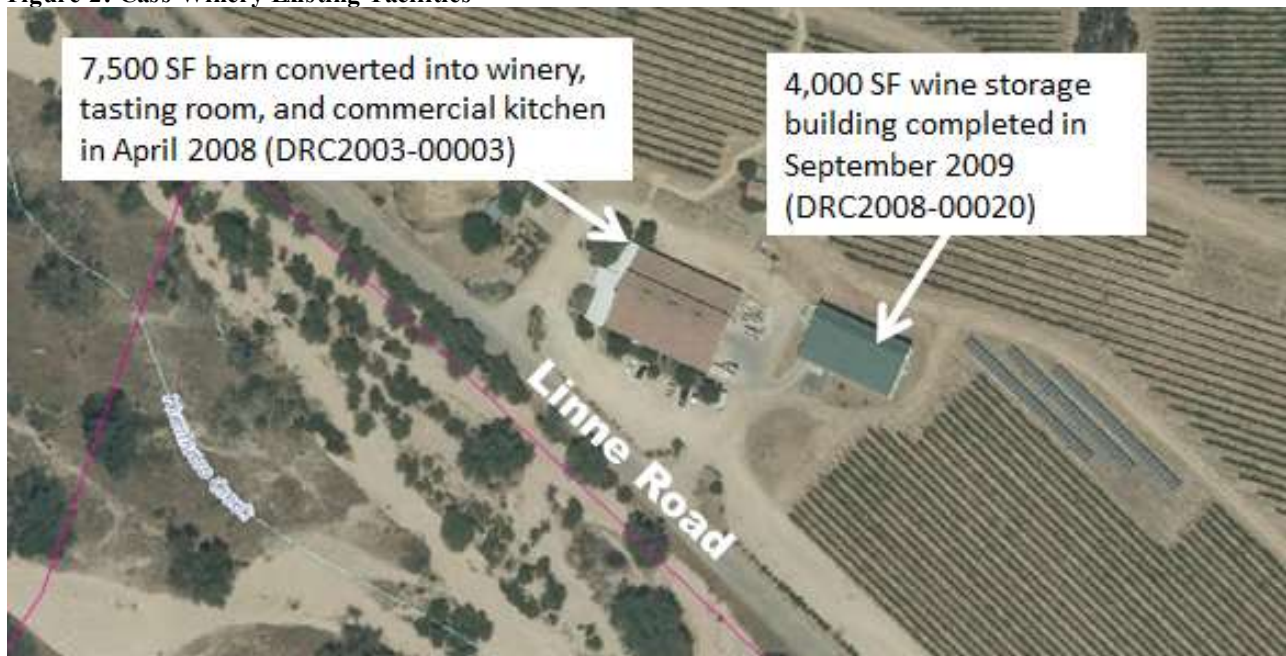 Figure 2: Cass Winery Existing Facilities
7,500 SF barn converted into winery,
tasting room, and commercial kitchen
in April 2008 (DRC2003-00003)
4,000 SF wine storage
building completed in
September 2009
(DRC2008-00020)
Linne Road
Creek